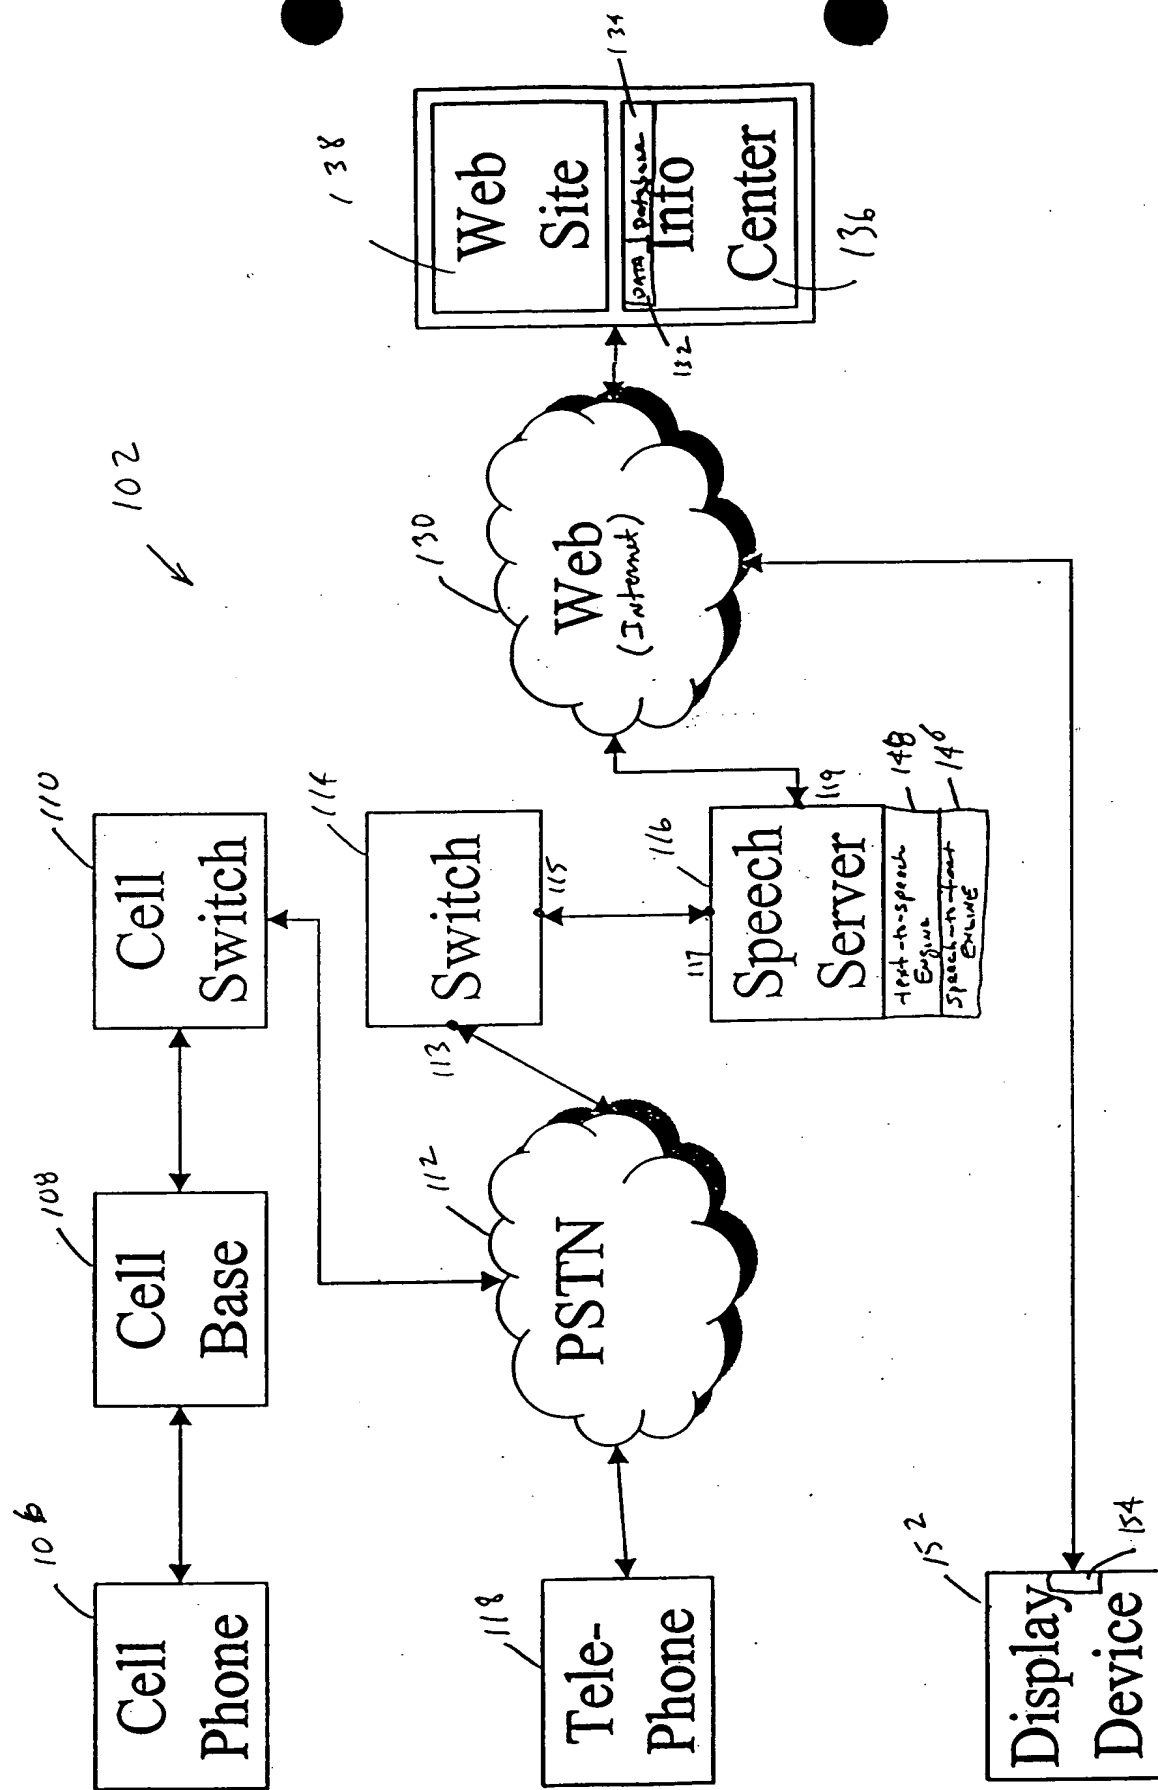 102
106
Cell
Phone
108
Cell
Base
110
Cell
Switch
118
Tele-
Phone
112
PSTN
113
114
Switch
115
116
117
Speech
Server
119
text-to-speech
ENGINE
148
speech-to-text
ENGINE
146
130
Web
(Internet)
138
Web
Site
DATA
Database
134
132
Info
Center
136
152
Display
Device
154